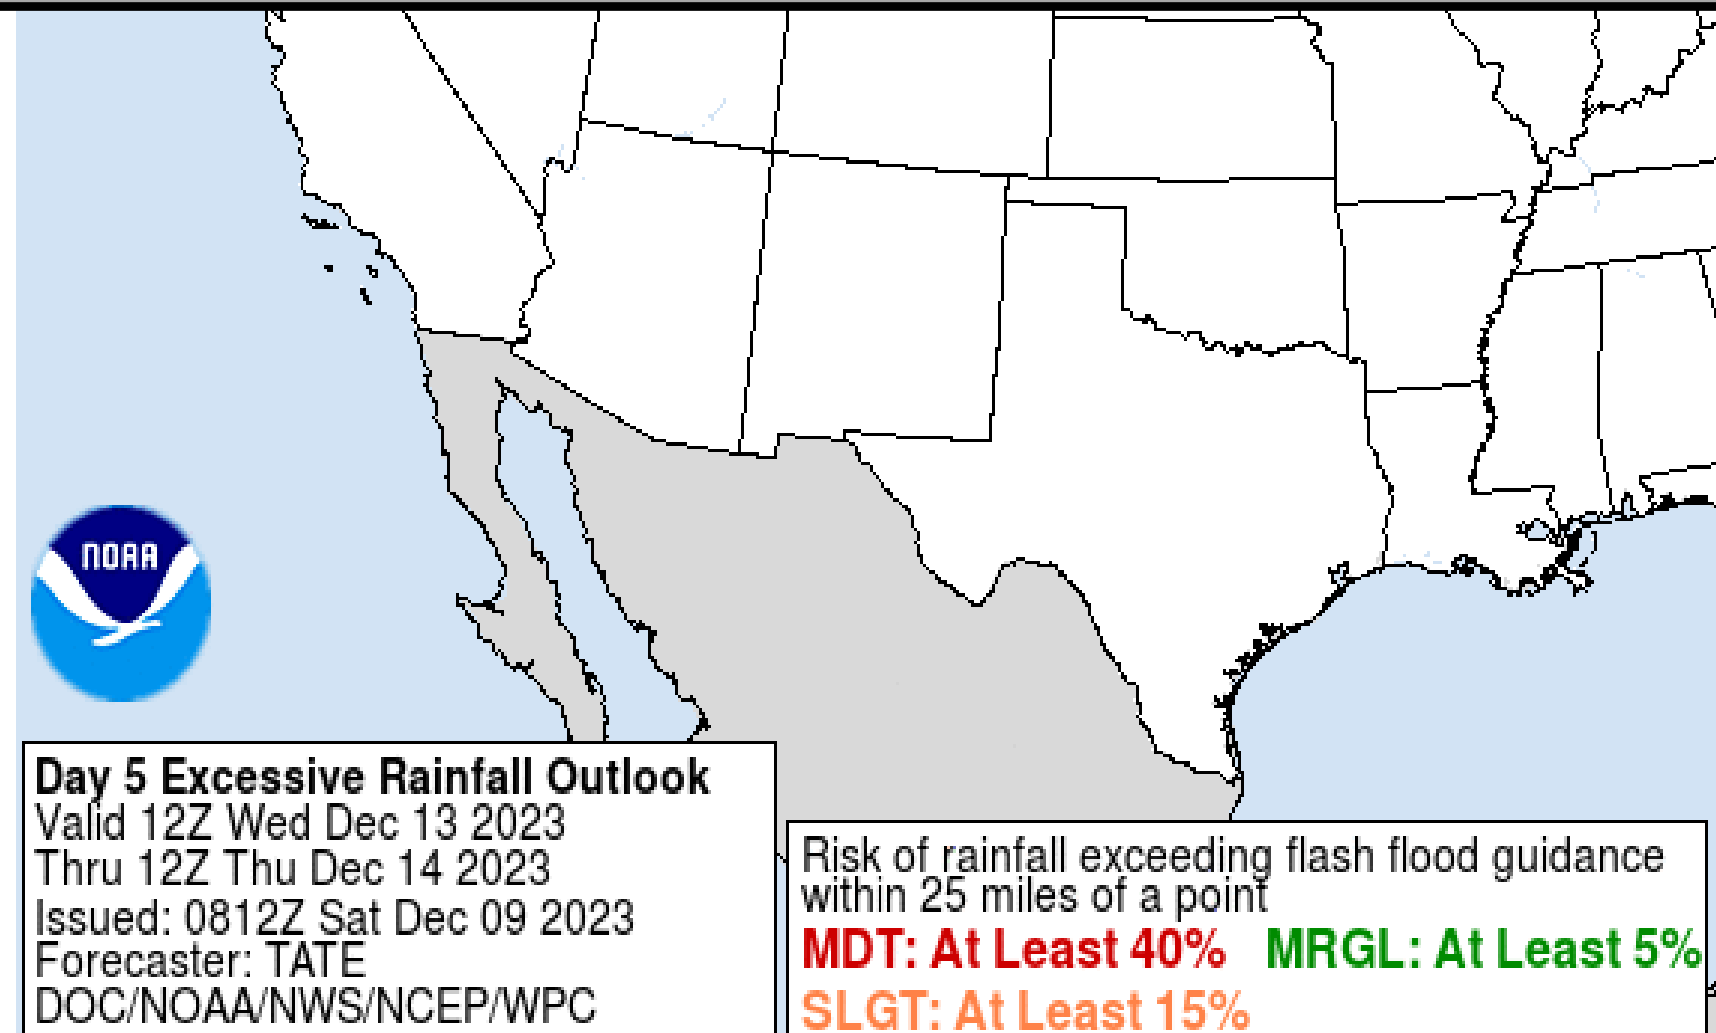 NOAA
Day 5 Excessive Rainfall Outlook
Valid 12Z Wed Dec 13 2023
Thru 12Z Thu Dec 14 2023
Issued: 0812Z Sat Dec 09 2023
Forecaster: TATE
DOC/NOAA/NWS/NCEP/WPC
Risk of rainfall exceeding flash flood guidance
within 25 miles of a point
MDT: At Least 40% MRGL: At Least 5%
SLGT: At Least 15%